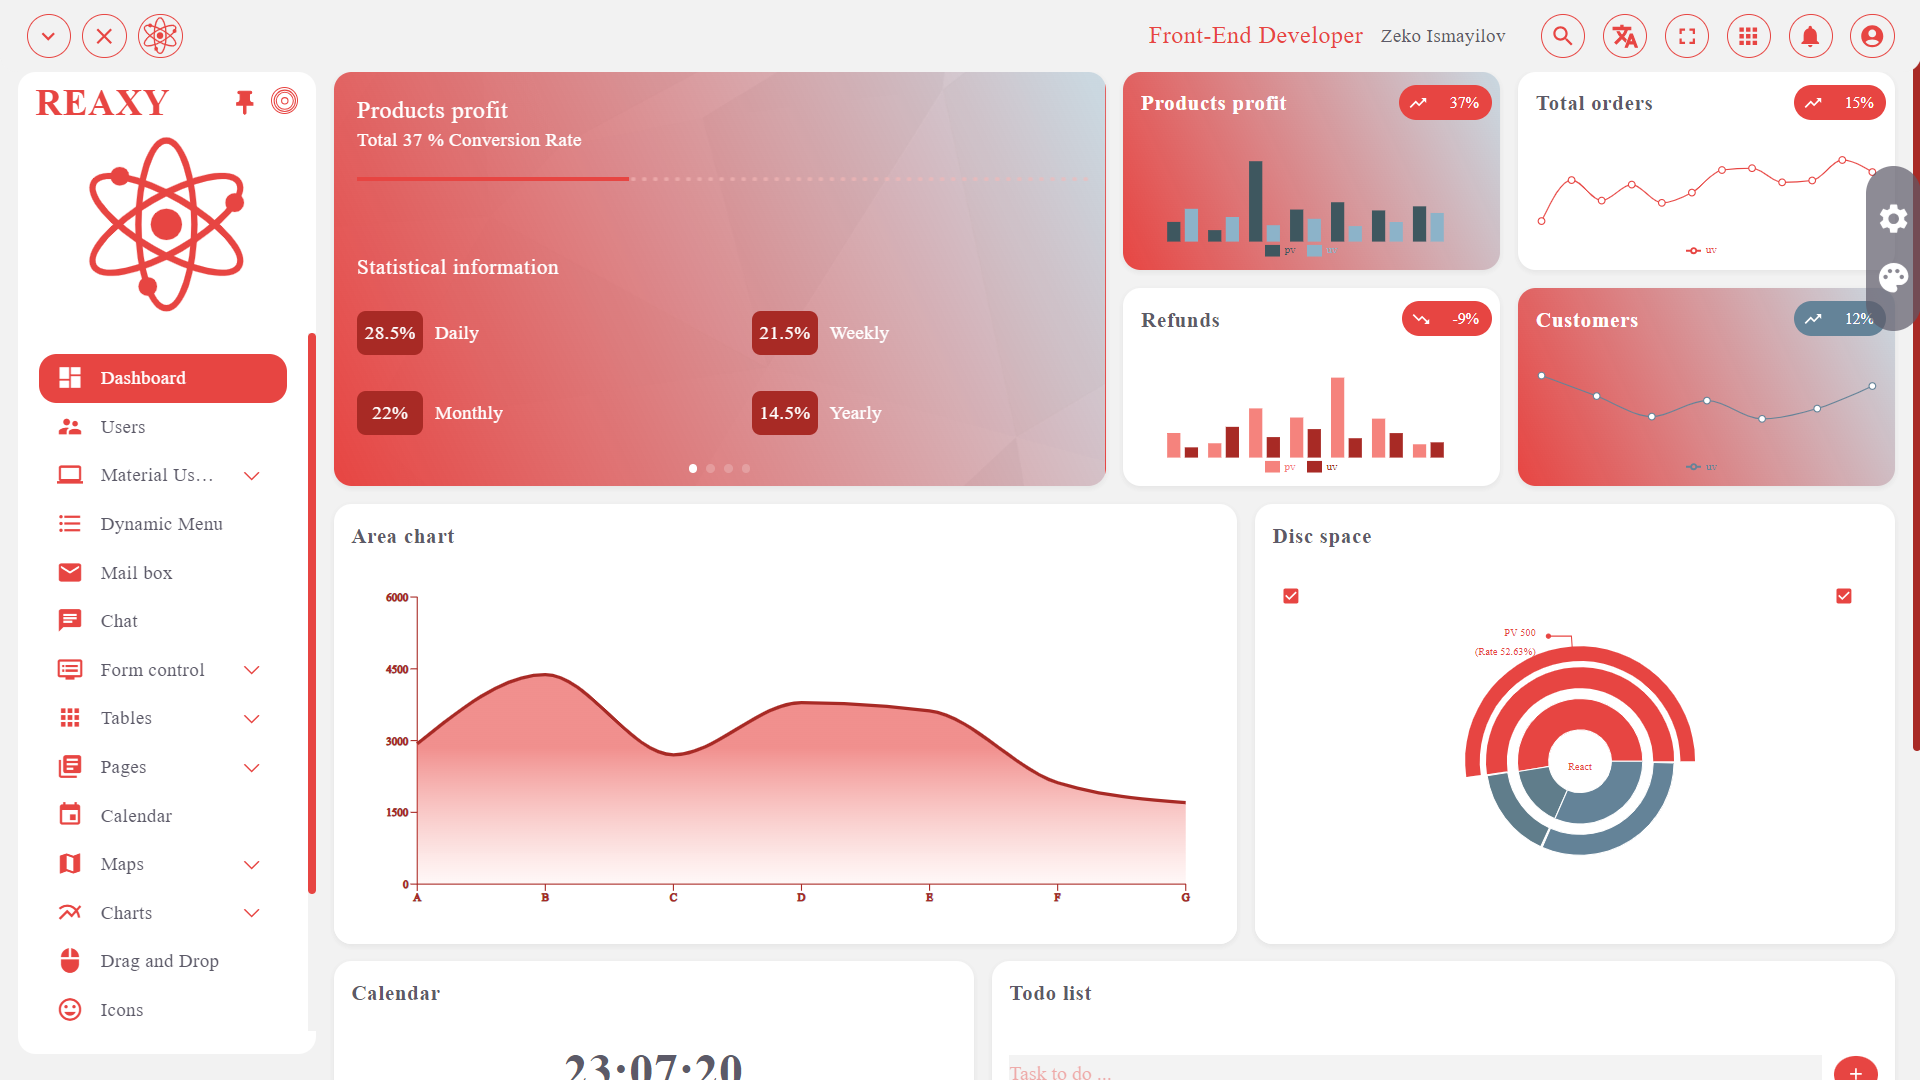 Front-End Developer Zeko Ismayilov
REAXY
Dashboard
Users
Material Us...
Dynamic Menu
Mail box
Chat
Form control
Tables
Pages
Calendar
Maps
Charts
Drag and Drop
Icons
Products profit
Total 37 % Conversion Rate
Statistical information
28.5% Daily
21.5% Weekly
22% Monthly
14.5% Yearly
Products profit
37%
pv uv
Total orders
15%
uv
Refunds
-9%
pv uv
Customers
12%
uv
Area chart
6000
4500
3000
1500
0
A B C D E F G
Disc space
PV 500
(Rate 52.63%)
React
Calendar
23:07:20
Todo list
Task to do ...